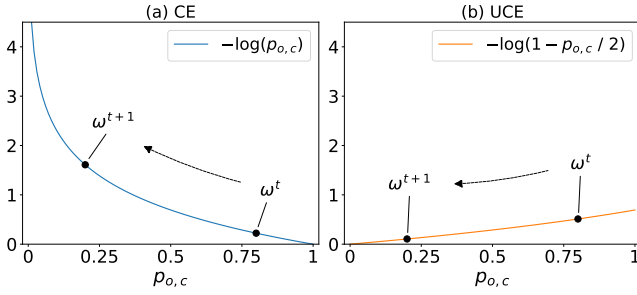 (a) CE
−log(p_{o,c})
4
3
2
1
0
ω^{t+1}
ω^t
0 0.25 0.5 0.75 1
p_{o,c}
(b) UCE
−log(1 − p_{o,c} / 2)
4
3
2
1
0
ω^{t+1}
ω^t
0 0.25 0.5 0.75 1
p_{o,c}